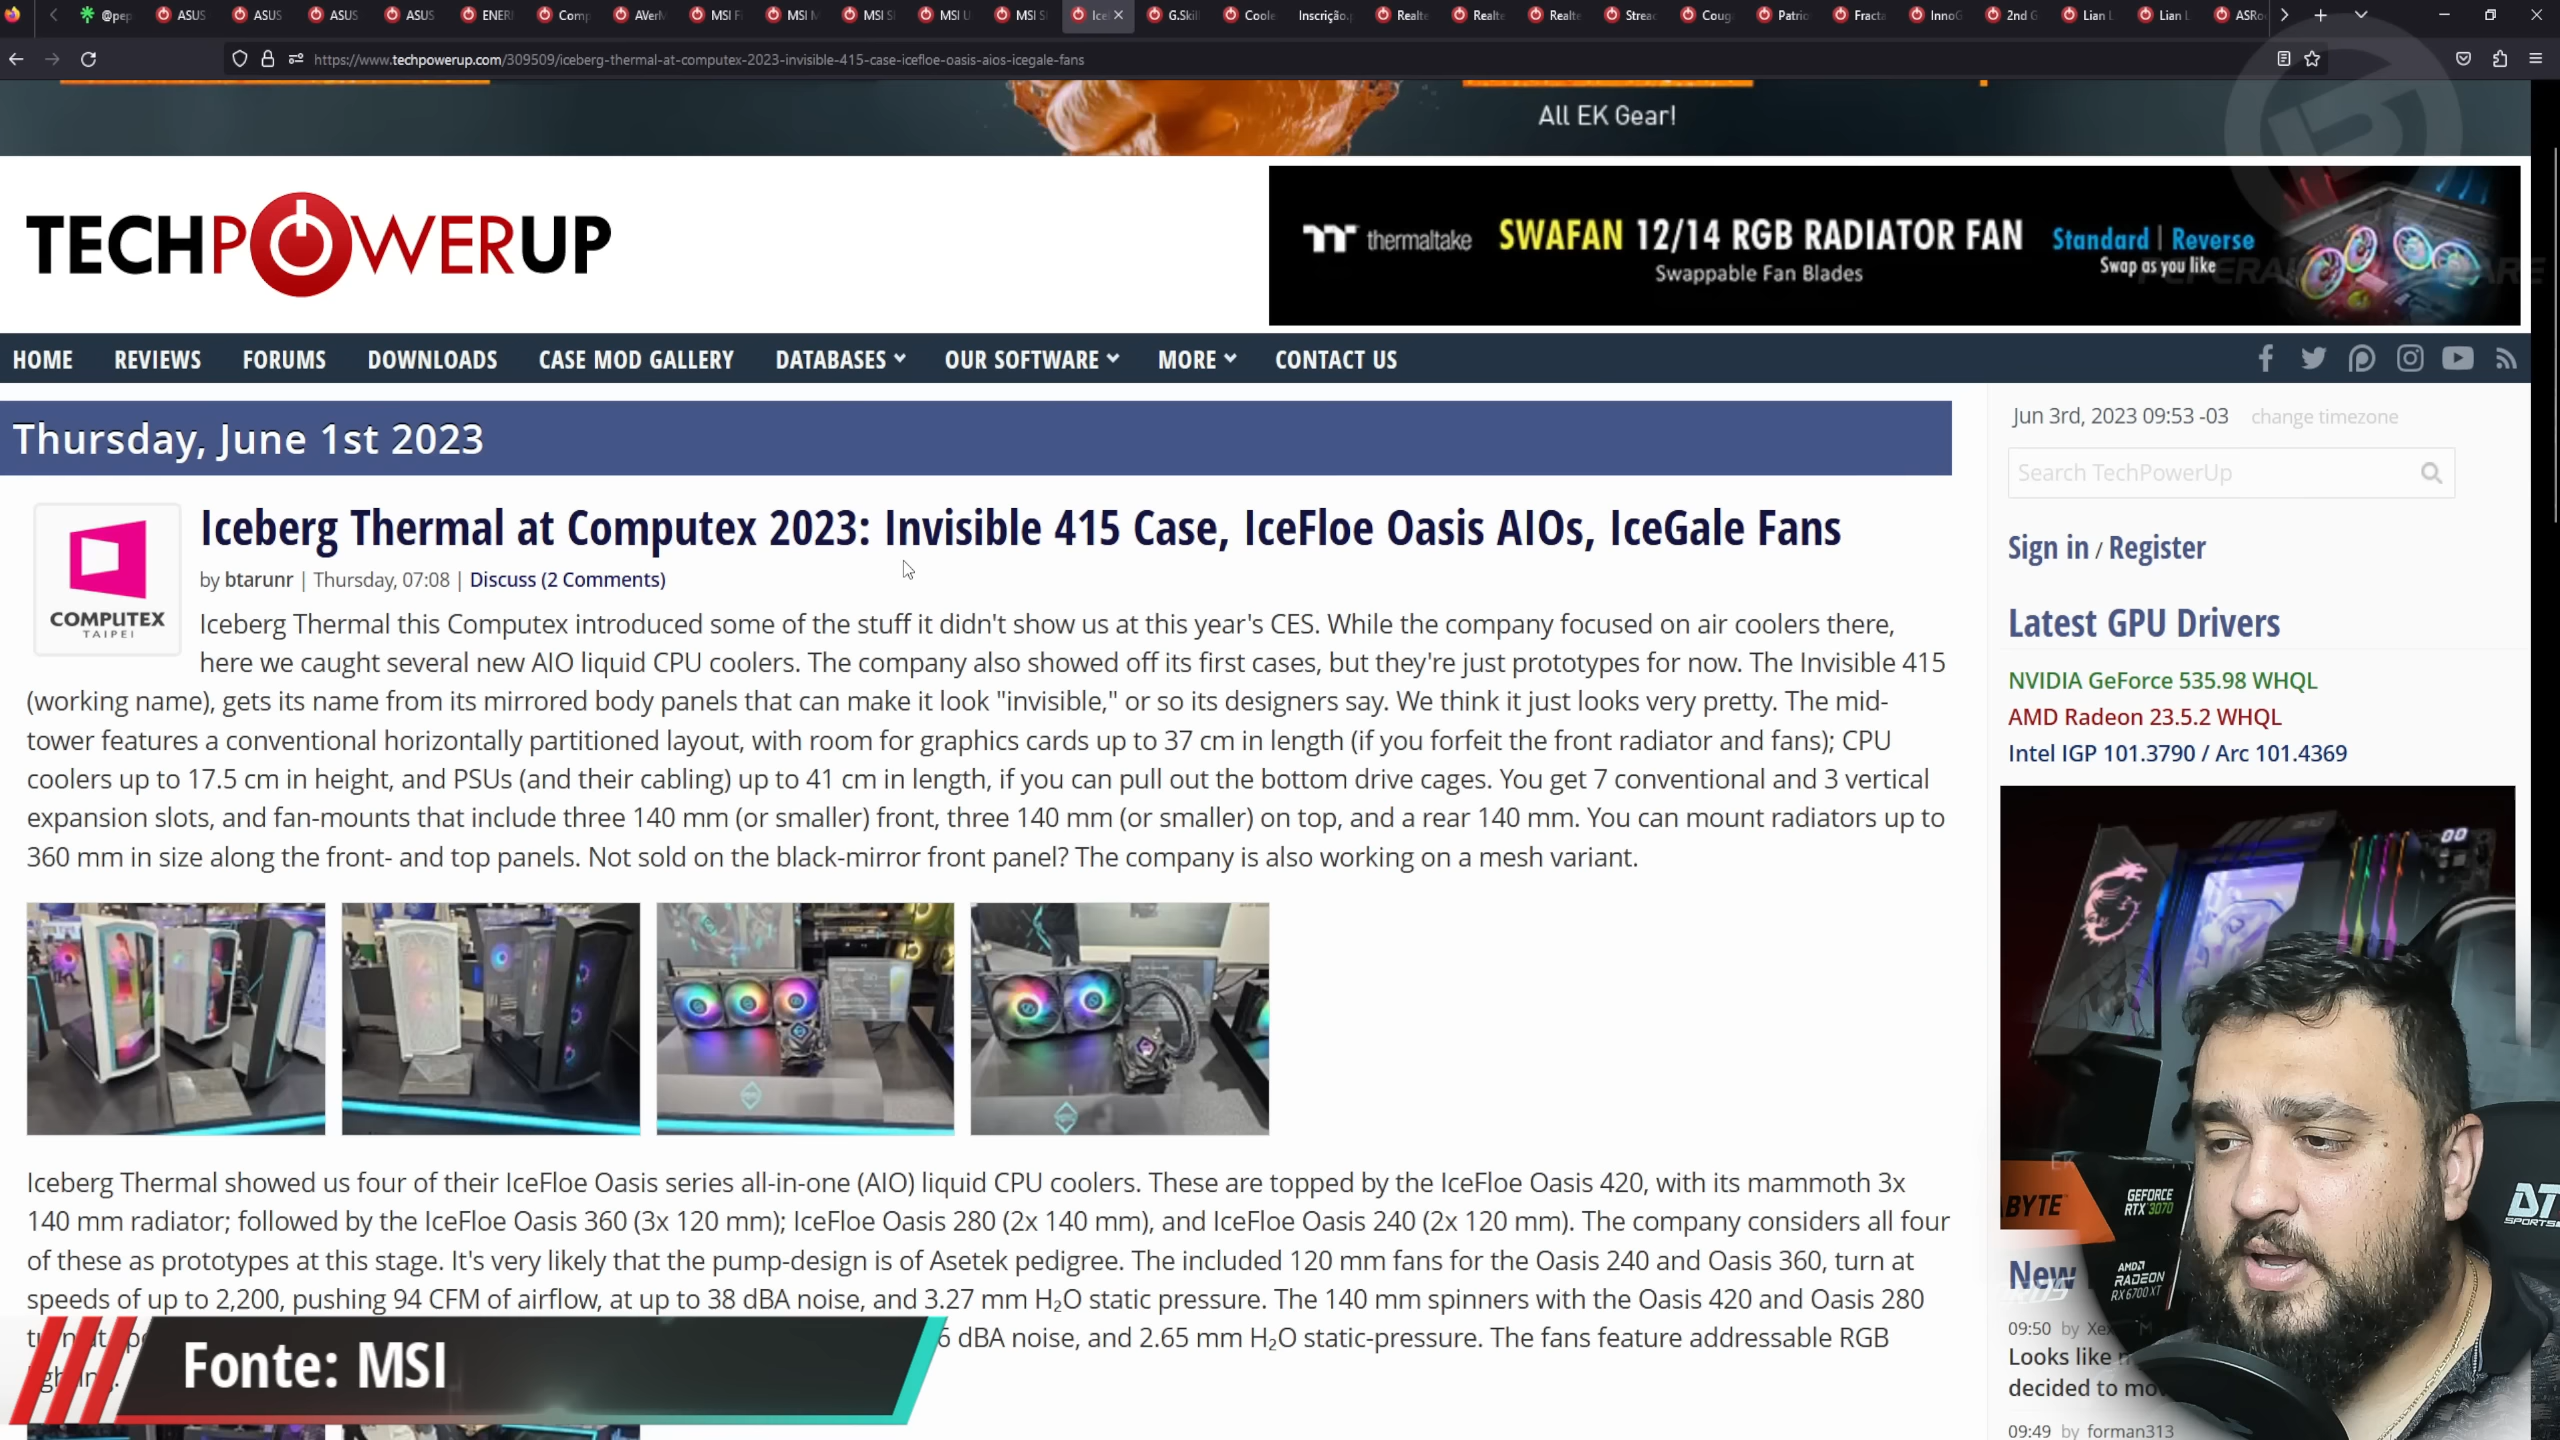 @pep
ASUS
ASUS
ASUS
ASUS
ENERI
Comp
AVerM
MSI F
MSI M
MSI S
MSI U
MSI S
Ice
G.Skil
Coole
Inscrição.
Realte
Realte
Realte
Strea
Coug
Patrio
Fracta
InnoG
2nd G
Lian L
Lian L
ASRo
https://www.techpowerup.com/309509/iceberg-thermal-at-computex-2023-invisible-415-case-icefloe-oasis-aios-icegale-fans
All EK Gear!
TECHPOWERUP
thermaltake SWAFAN 12/14 RGB RADIATOR FAN
Swappable Fan Blades
Standard | Reverse
Swap as you like
HOME REVIEWS FORUMS DOWNLOADS CASE MOD GALLERY DATABASES OUR SOFTWARE MORE CONTACT US
Thursday, June 1st 2023
Jun 3rd, 2023 09:53 -03 change timezone
Search TechPowerUp
Sign in / Register
COMPUTEX
TAIPEI
Iceberg Thermal at Computex 2023: Invisible 415 Case, IceFloe Oasis AIOs, IceGale Fans
by btarunr | Thursday, 07:08 | Discuss (2 Comments)
Iceberg Thermal this Computex introduced some of the stuff it didn't show us at this year's CES. While the company focused on air coolers there,
here we caught several new AIO liquid CPU coolers. The company also showed off its first cases, but they're just prototypes for now. The Invisible 415
(working name), gets its name from its mirrored body panels that can make it look "invisible," or so its designers say. We think it just looks very pretty. The mid-
tower features a conventional horizontally partitioned layout, with room for graphics cards up to 37 cm in length (if you forfeit the front radiator and fans); CPU
coolers up to 17.5 cm in height, and PSUs (and their cabling) up to 41 cm in length, if you can pull out the bottom drive cages. You get 7 conventional and 3 vertical
expansion slots, and fan-mounts that include three 140 mm (or smaller) front, three 140 mm (or smaller) on top, and a rear 140 mm. You can mount radiators up to
360 mm in size along the front- and top panels. Not sold on the black-mirror front panel? The company is also working on a mesh variant.
Latest GPU Drivers
NVIDIA GeForce 535.98 WHQL
AMD Radeon 23.5.2 WHQL
Intel IGP 101.3790 / Arc 101.4369
Iceberg Thermal showed us four of their IceFloe Oasis series all-in-one (AIO) liquid CPU coolers. These are topped by the IceFloe Oasis 420, with its mammoth 3x
140 mm radiator; followed by the IceFloe Oasis 360 (3x 120 mm); IceFloe Oasis 280 (2x 140 mm), and IceFloe Oasis 240 (2x 120 mm). The company considers all four
of these as prototypes at this stage. It's very likely that the pump-design is of Asetek pedigree. The included 120 mm fans for the Oasis 240 and Oasis 360, turn at
speeds of up to 2,200, pushing 94 CFM of airflow, at up to 38 dBA noise, and 3.27 mm H₂O static pressure. The 140 mm spinners with the Oasis 420 and Oasis 280
6 dBA noise, and 2.65 mm H₂O static-pressure. The fans feature addressable RGB
Fonte: MSI
BYTE
GEFORCE
RTX 3070
AMD
RADEON
RX 6700 XT
DT
SPORTS
New
09:50 by Xex
Looks like
decided to mov
09:49 by forman313